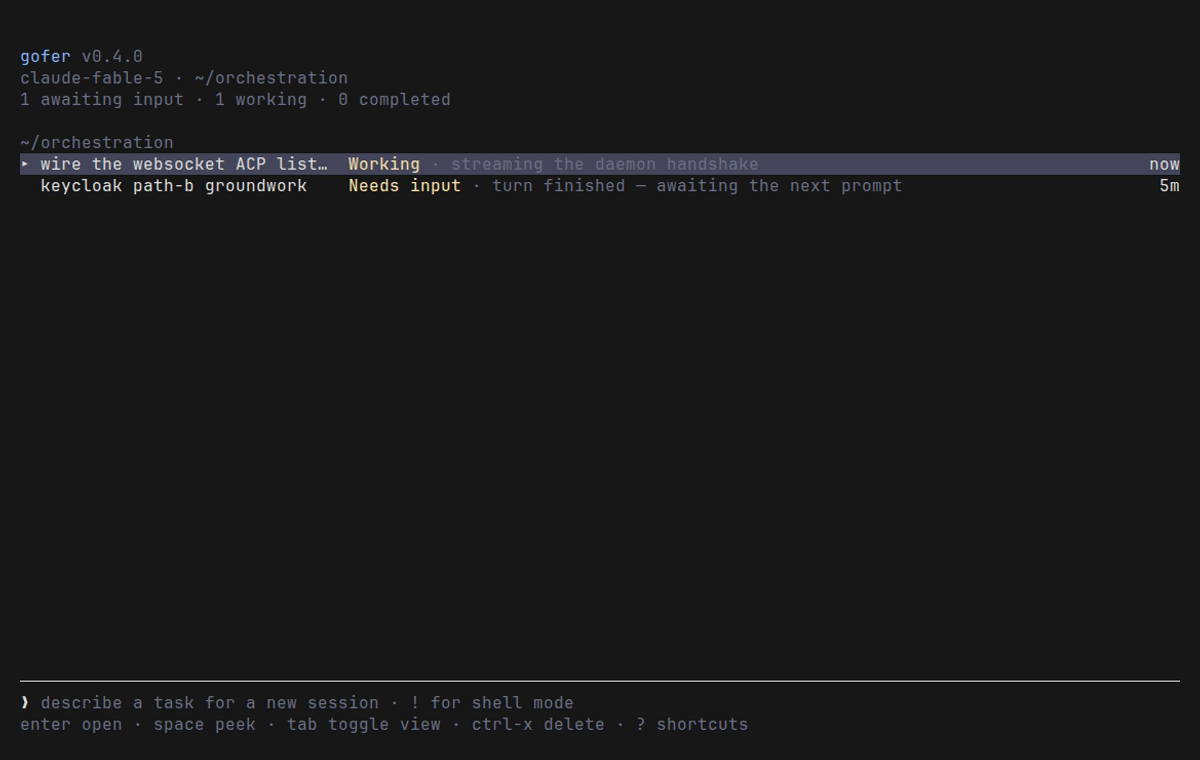 gofer v0.4.0
claude-fable-5 · ~/orchestration
1 awaiting input · 1 working · 0 completed
~/orchestration
▸ wire the websocket ACP list… Working · streaming the daemon handshake now
keycloak path-b groundwork Needs input · turn finished — awaiting the next prompt 5m
❯ describe a task for a new session · ! for shell mode
enter open · space peek · tab toggle view · ctrl-x delete · ? shortcuts